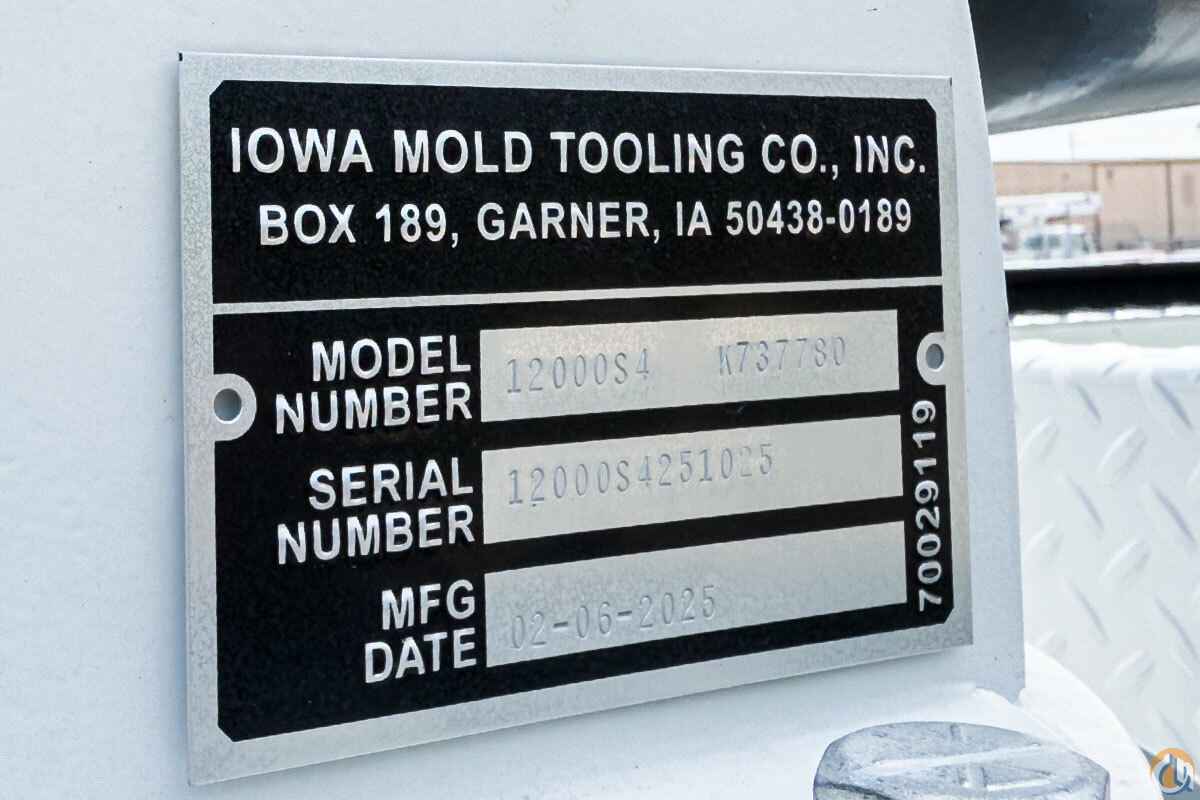 IOWA MOLD TOOLING CO., INC.
BOX 189, GARNER, IA 50438-0189
MODEL NUMBER 12000S4 K737780
SERIAL NUMBER 12000S4251025
MFG DATE 02-06-2025
70029119